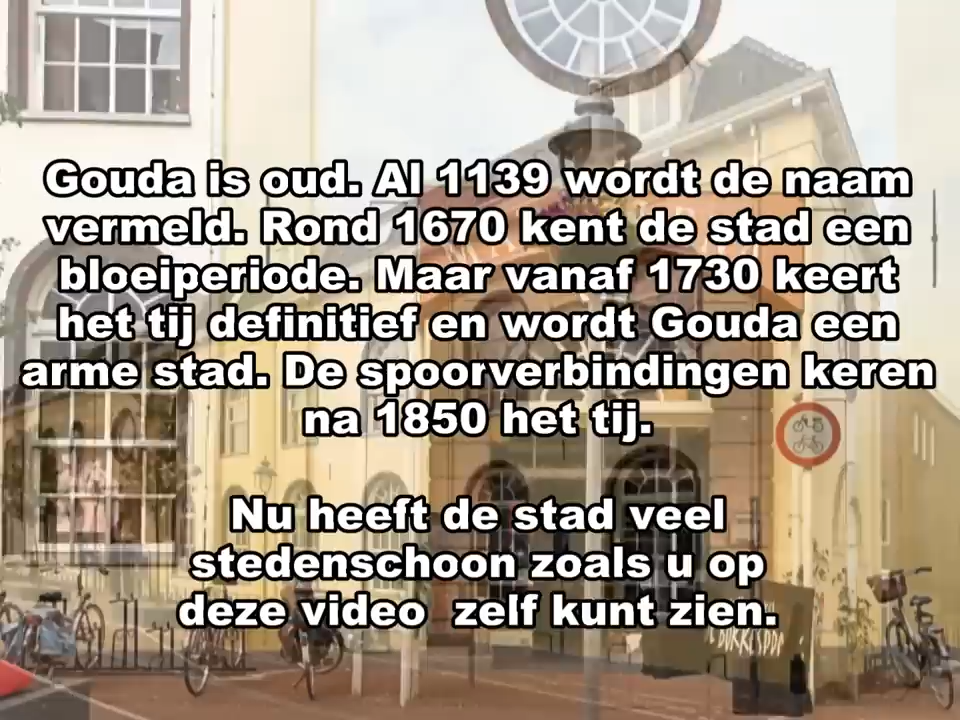 Gouda is oud. Al 1139 wordt de naam
vermeld. Rond 1670 kent de stad een
bloeiperiode. Maar vanaf 1730 keert
het tij definitief en wordt Gouda een
arme stad. De spoorverbindingen keren
na 1850 het tij.
Nu heeft de stad veel
stedenschoon zoals u op
deze video  zelf kunt zien.